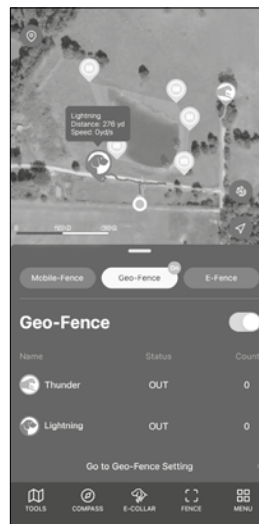 Lightning
Distance: 276 yd
Speed: 0yd/s
0
Mobile-Fence
Geo-Fence
E-Fence
Geo-Fence
Name
Status
Count
Thunder
OUT
0
Lightning
OUT
0
Go to Geo-Fence Setting
TOOLS
COMPASS
E-COLLAR
FENCE
MENU